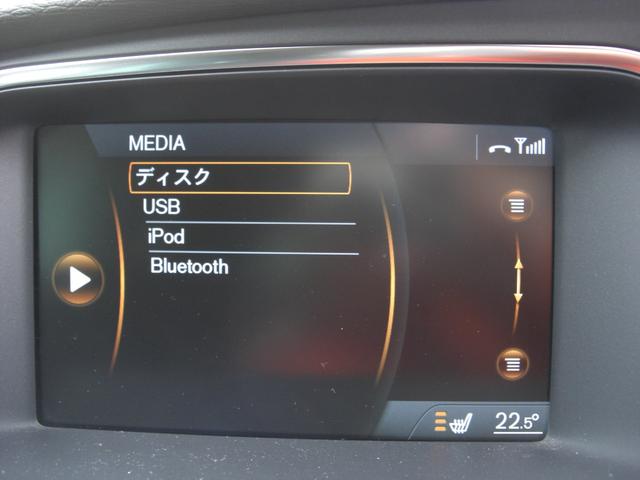 MEDIA
ディスク
USB
iPod
Bluetooth
22.5°